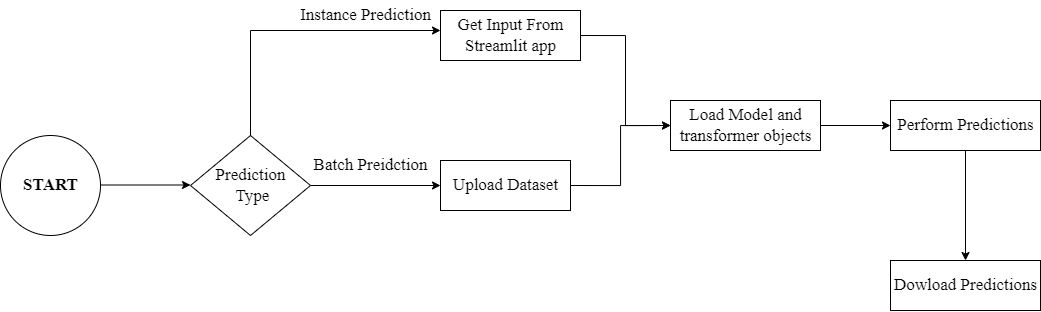 Instance Prediction
Get Input From
Streamlit app
Load Model and
transformer objects
Perform Predictions
START
Prediction
Type
Batch Preidction
Upload Dataset
Dowload Predictions